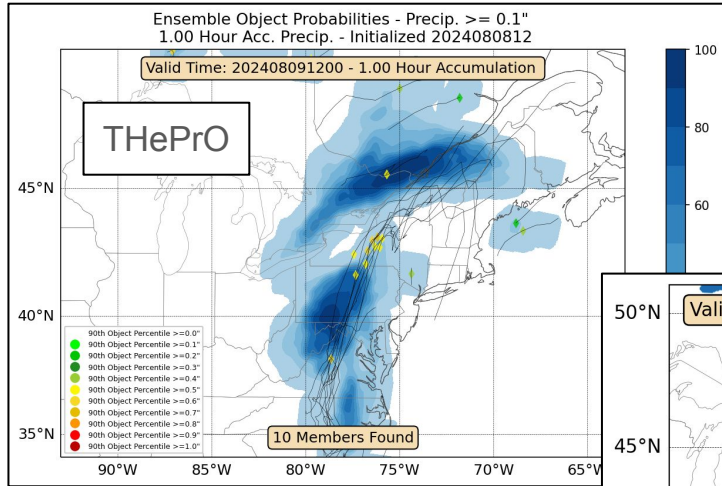 Ensemble Object Probabilities - Precip. >= 0.1"
1.00 Hour Acc. Precip. - Initialized 2024080812
Valid Time: 202408091200 - 1.00 Hour Accumulation
THePrO
100
80
60
45°N
40°N
35°N
90th Object Percentile >=0.0"
90th Object Percentile >=0.1"
90th Object Percentile >=0.2"
90th Object Percentile >=0.3"
90th Object Percentile >=0.4"
90th Object Percentile >=0.5"
90th Object Percentile >=0.6"
90th Object Percentile >=0.7"
90th Object Percentile >=0.8"
90th Object Percentile >=0.9"
90th Object Percentile >=1.0"
10 Members Found
90°W
85°W
80°W
75°W
70°W
65°W
50°N
Vali
45°N